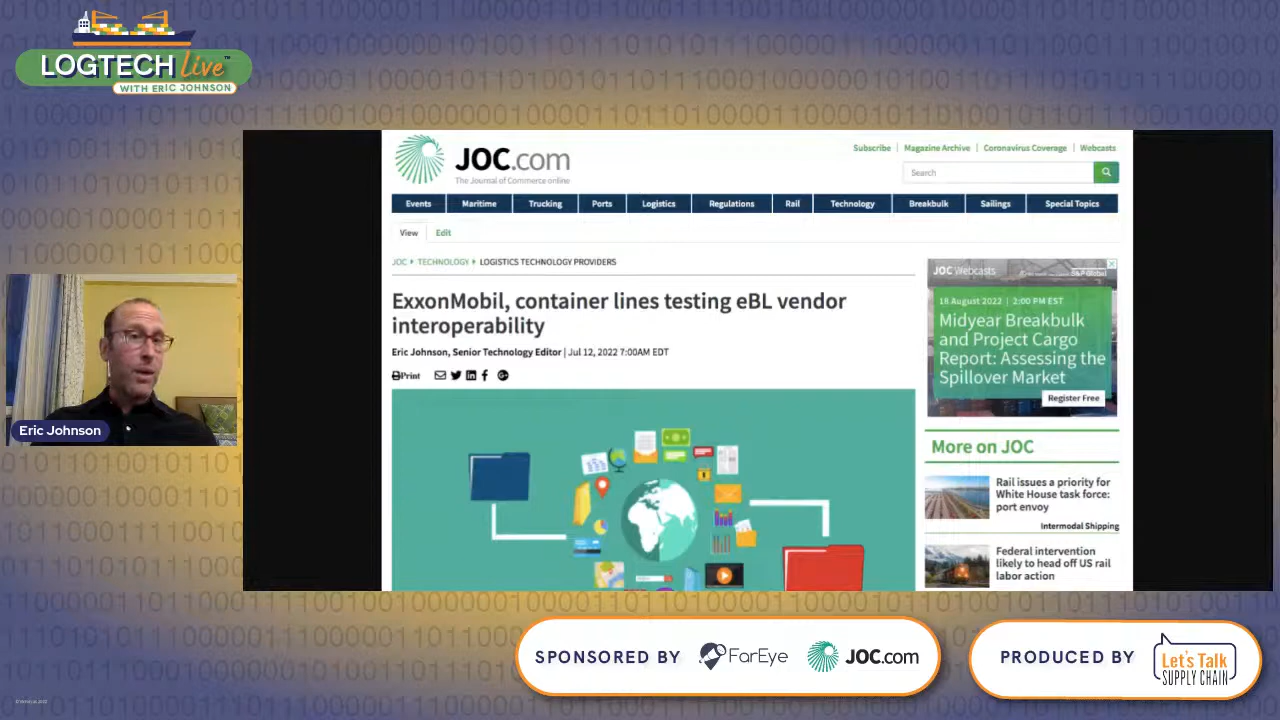 LOGTECH Live™
WITH ERIC JOHNSON
JOC.com
The Journal of Commerce online
Subscribe | Magazine Archive | Coronavirus Coverage | Webcasts
Search
Events Maritime Trucking Ports Logistics Regulations Rail Technology Breakbulk Sailings Special Topics
View Edit
JOC TECHNOLOGY LOGISTICS TECHNOLOGY PROVIDERS
ExxonMobil, container lines testing eBL vendor
interoperability
Eric Johnson, Senior Technology Editor | Jul 12, 2022 7:00AM EDT
Print
JOC Webcasts
S&P Global
18 August 2022 | 2:00 PM EST
Midyear Breakbulk
and Project Cargo
Report: Assessing the
Spillover Market
Register Free
More on JOC
Rail issues a priority for
White House task force:
port envoy
Intermodal Shipping
Federal intervention
likely to head off US rail
labor action
Eric Johnson
SPONSORED BY FarEye JOC.com
PRODUCED BY Let's Talk
SUPPLY CHAIN